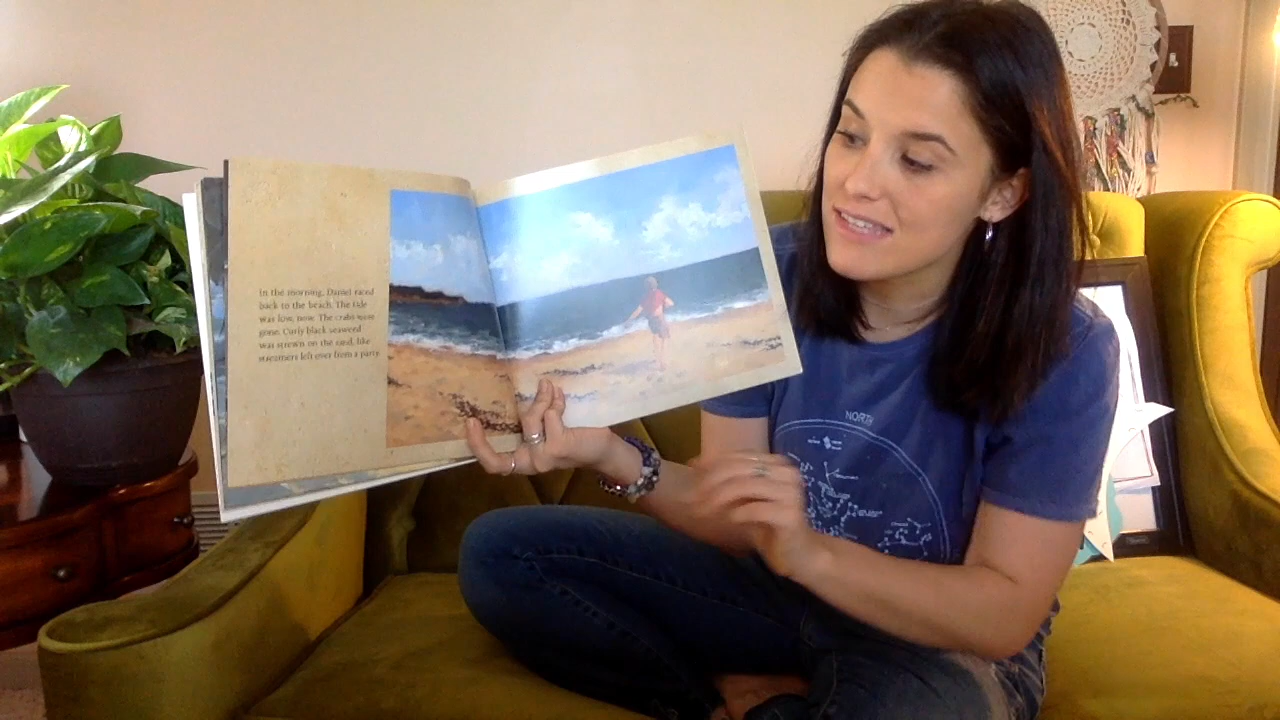 In the morning, Daniel raced
back to the beach. The tide
was low, now. The crabs were
gone. Curly black seaweed
was strewn on the sand, like
streamers left over from a party.
NORTH